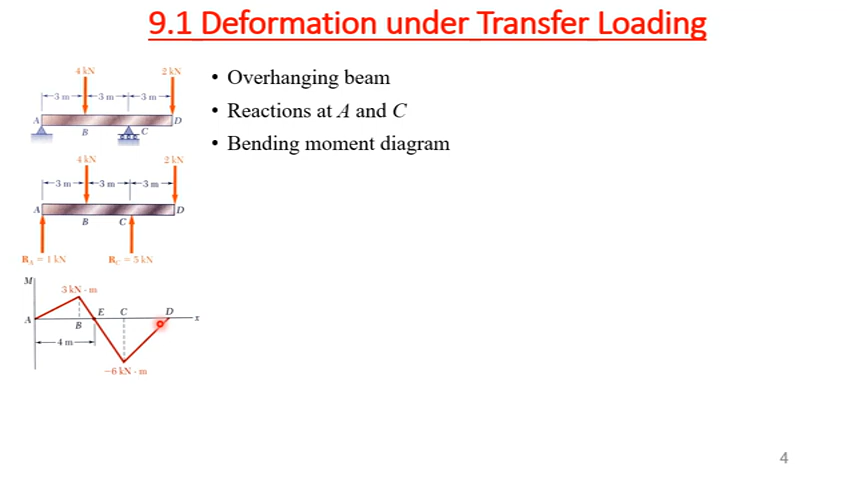 9.1 Deformation under Transfer Loading
• Overhanging beam
• Reactions at A and C
• Bending moment diagram
4 kN 2 kN
3 m 3 m 3 m
A D
B C
4 kN 2 kN
3 m 3 m 3 m
A D
B C
R_A = 1 kN R_C = 5 kN
M
3 kN · m
E C D
A x
B
4 m
−6 kN · m
4